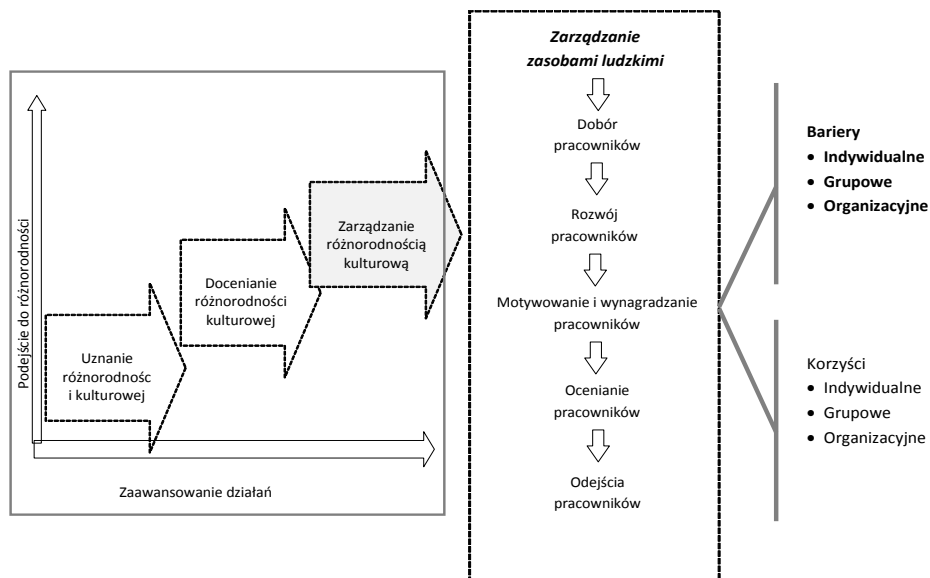 Podejście do różnorodności
Uznanie
różnorodnośc
i kulturowej
Docenianie
różnorodności
kulturowej
Zarządzanie
różnorodnością
kulturową
Zaawansowanie działań
Zarządzanie
zasobami ludzkimi
Dobór
pracowników
Rozwój
pracowników
Motywowanie i wynagradzanie
pracowników
Ocenianie
pracowników
Odejścia
pracowników
Bariery
• Indywidualne
• Grupowe
• Organizacyjne
Korzyści
• Indywidualne
• Grupowe
• Organizacyjne